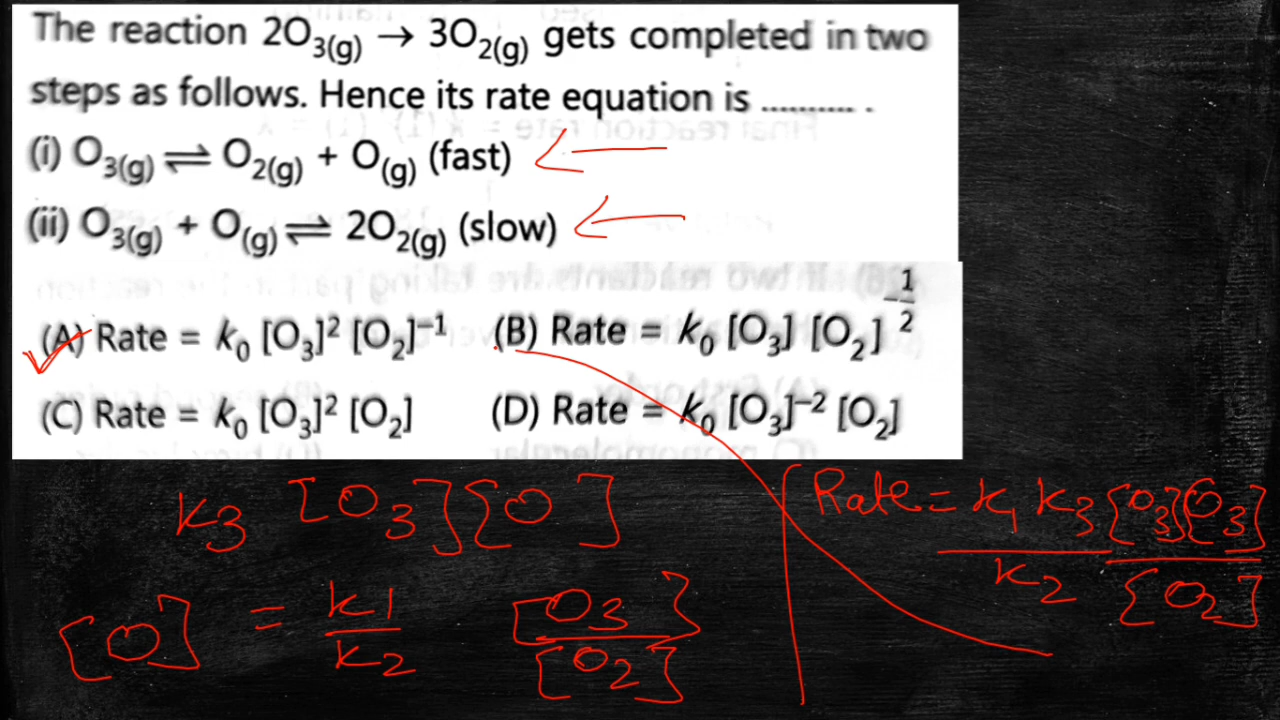 The reaction 2O3(g) → 3O2(g) gets completed in two
steps as follows. Hence its rate equation is .......... .
(i) O3(g) ⇌ O2(g) + O(g) (fast)
(ii) O3(g) + O(g) ⇌ 2O2(g) (slow)
(A) Rate = k0 [O3]² [O2]⁻¹ (B) Rate = k0 [O3] [O2]^(-1/2)
(C) Rate = k0 [O3]² [O2] (D) Rate = k0 [O3]⁻² [O2]
k3 [O3][O]
[O] = k1/k2 [O3]/[O2]
Rate = k1 k3 [O3][O3] / k2 [O2]